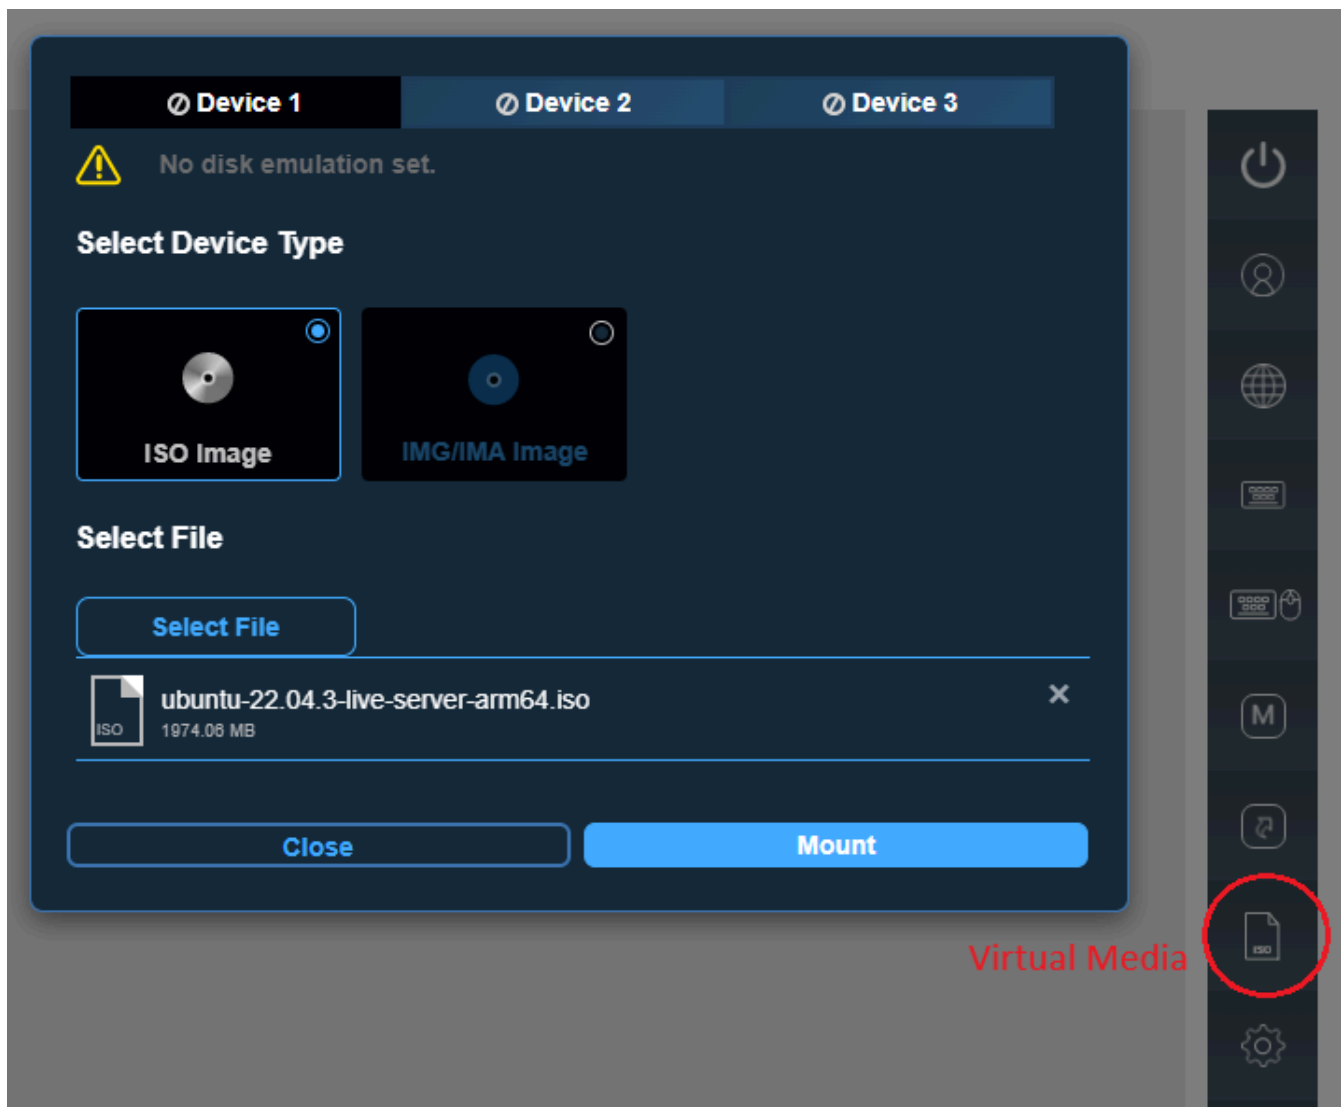 Device 1
Device 2
Device 3
No disk emulation set.
Select Device Type
ISO Image
IMG/IMA Image
Select File
Select File
ubuntu-22.04.3-live-server-arm64.iso
ISO
1974.06 MB
Close
Mount
M
ISO
Virtual Media